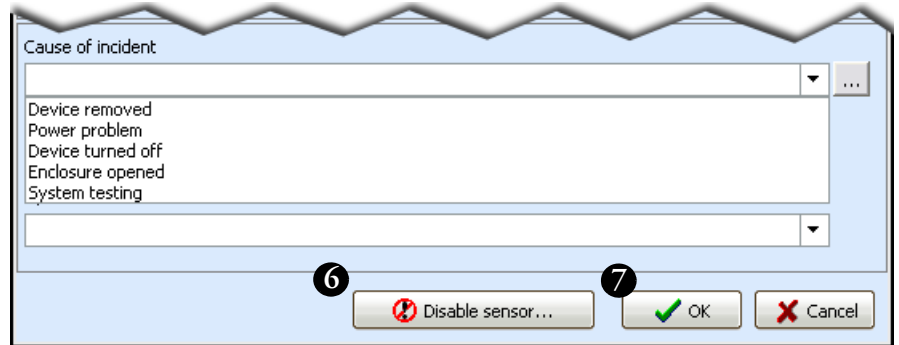 Cause of incident
...
Device removed
Power problem
Device turned off
Enclosure opened
System testing
6 7
Disable sensor... OK Cancel